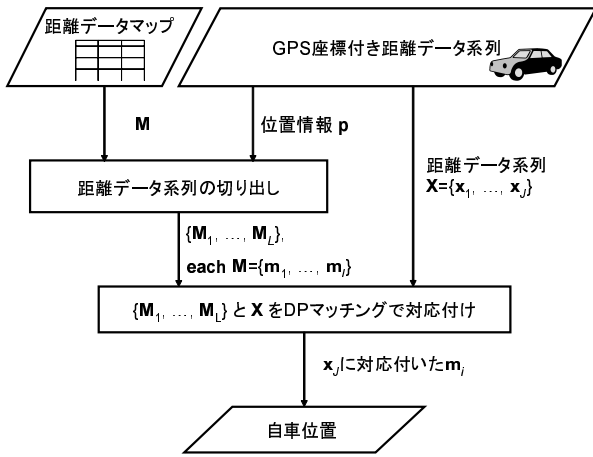 距離データマップ
GPS座標付き距離データ系列
M
位置情報 p
距離データ系列
X={x1, …, xJ}
距離データ系列の切り出し
{M1, …, ML},
each M={m1, …, mI}
{M1, …, ML} と X をDPマッチングで対応付け
xJに対応付いたmi
自車位置